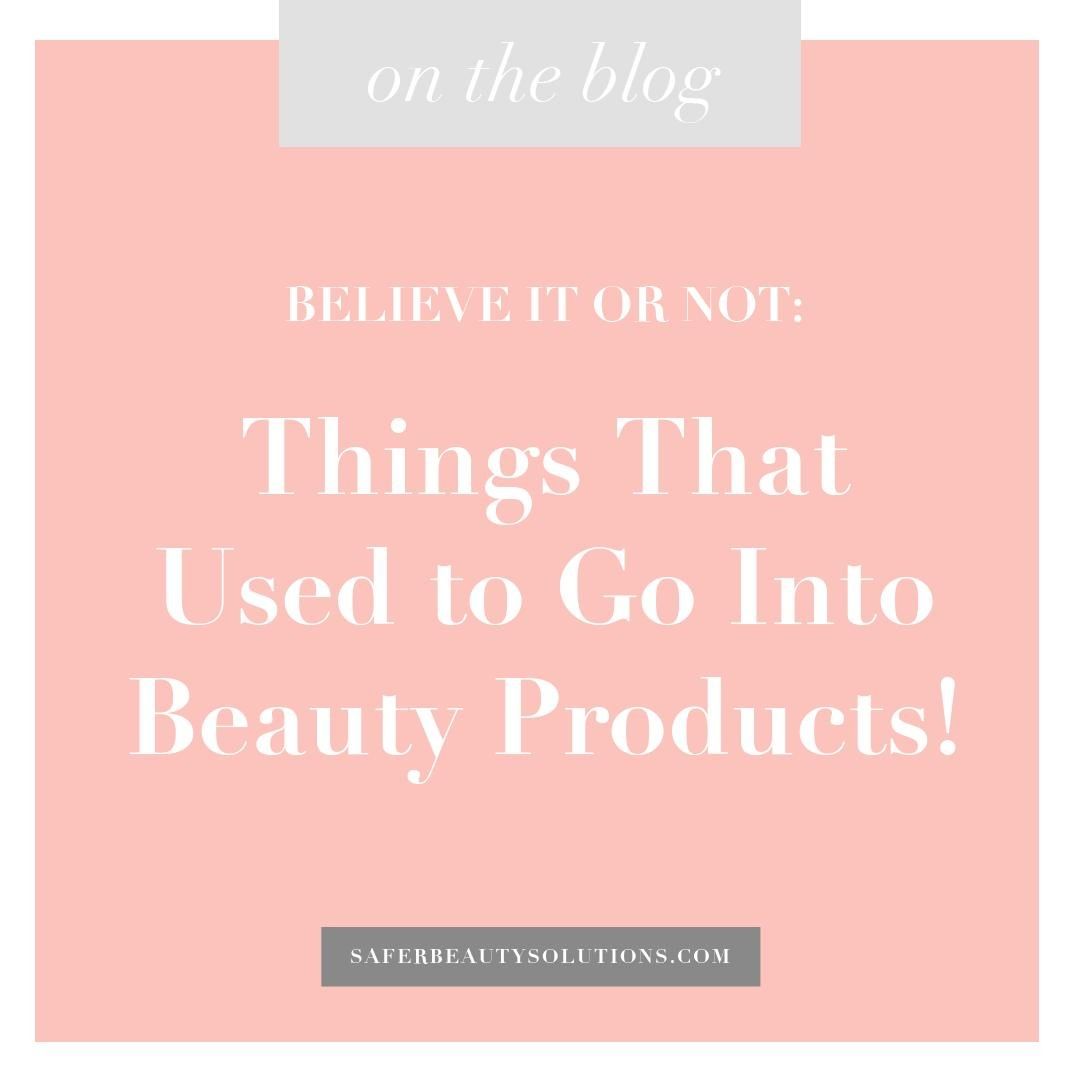 on the blog
BELIEVE IT OR NOT:
Things That
Used to Go Into
Beauty Products!
SAFERBEAUTYSOLUTIONS.COM